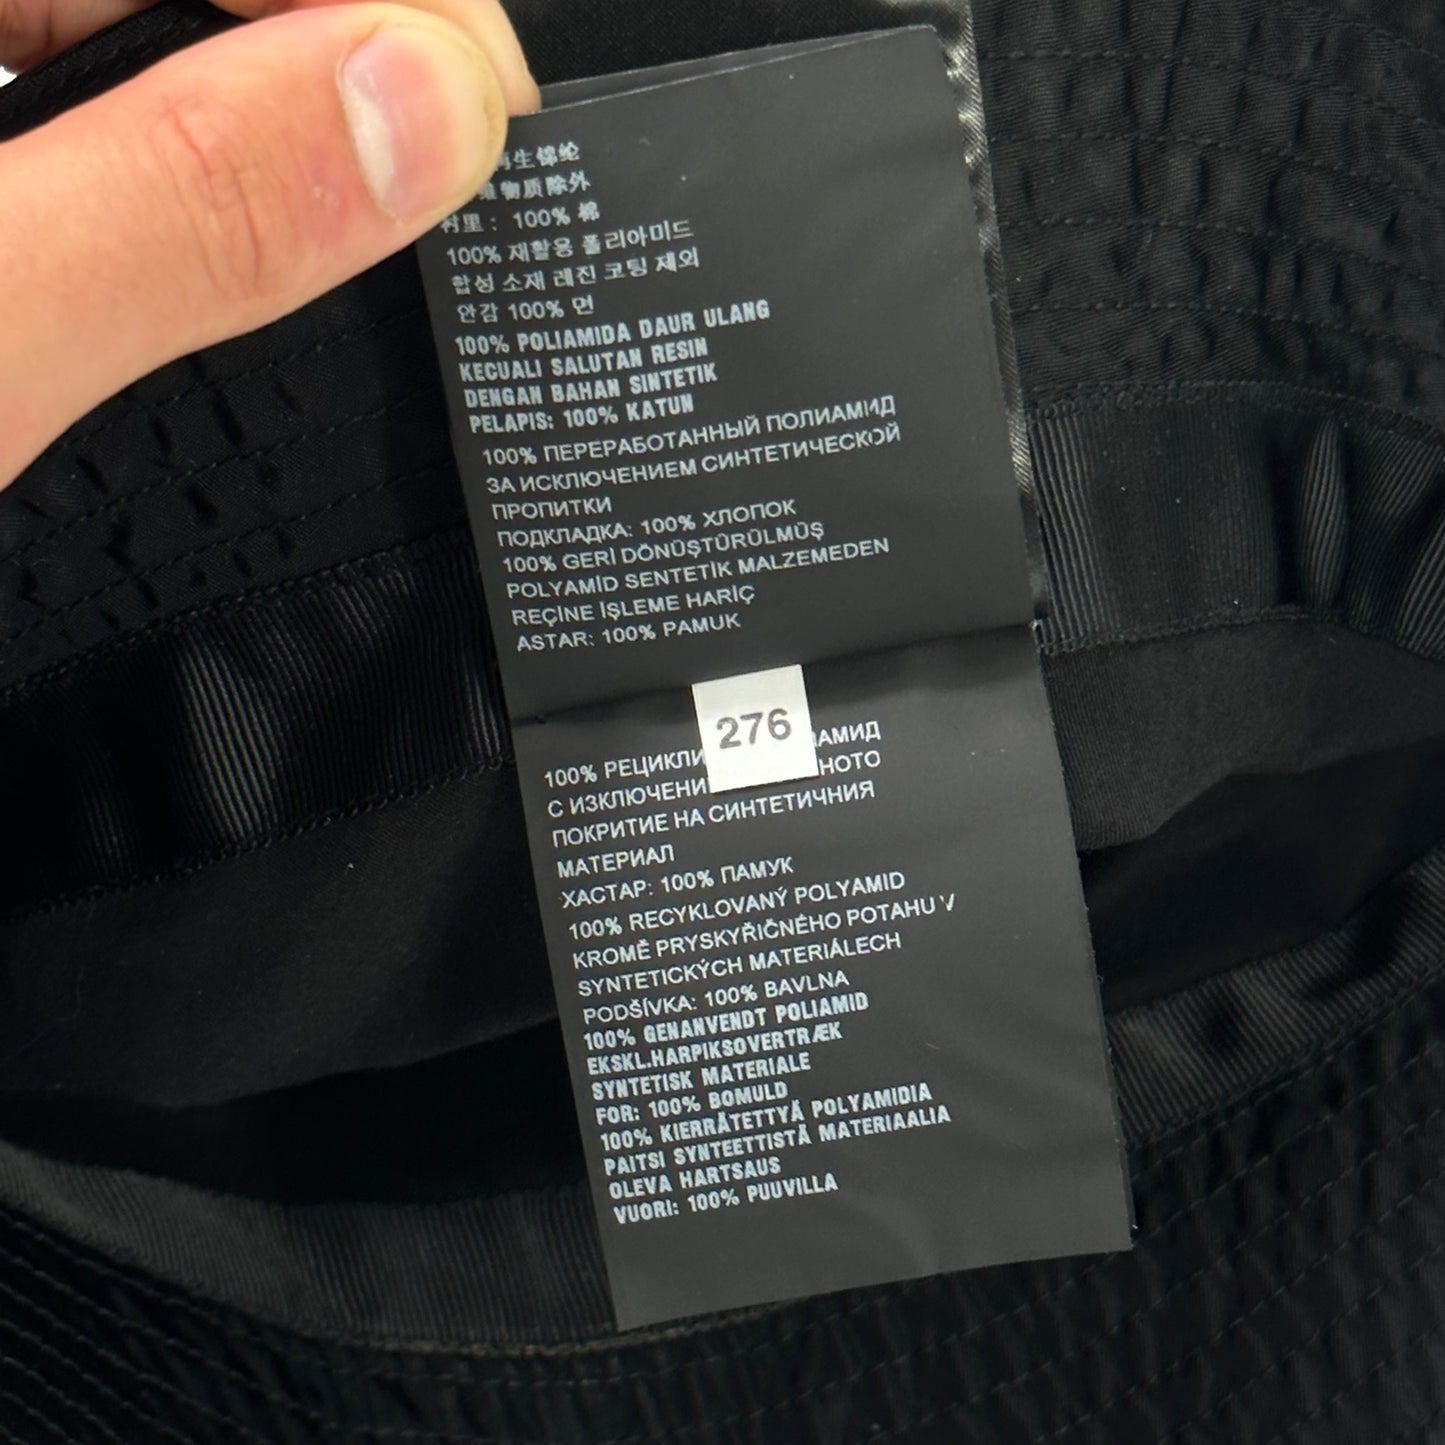 再生锦纶
物质除外
衬里： 100% 棉
100% 재활용 폴리아미드
합성 소재 레진 코팅 제외
안감 100% 면
100% POLIAMIDA DAUR ULANG
KECUALI SALUTAN RESIN
DENGAN BAHAN SINTETIK
PELAPIS: 100% KATUN
100% ПЕРЕРАБОТАННЫЙ ПОЛИАМИД
ЗА ИСКЛЮЧЕНИЕМ СИНТЕТИЧЕСКОЙ
ПРОПИТКИ
ПОДКЛАДКА: 100% ХЛОПОК
100% GERİ DÖNÜŞTÜRÜLMÜŞ
POLYAMİD SENTETİK MALZEMEDEN
REÇİNE İŞLEME HARİÇ
ASTAR: 100% PAMUK
276
100% РЕЦИКЛИ АМИД
С ИЗКЛЮЧЕНИ НОТО
ПОКРИТИЕ НА СИНТЕТИЧНИЯ
МАТЕРИАЛ
ХАСТАР: 100% ПАМУК
100% RECYKLOVANÝ POLYAMID
KROMĚ PRYSKYŘIČNÉHO POTAHU V
SYNTETICKÝCH MATERIÁLECH
PODŠÍVKA: 100% BAVLNA
100% GENANVENDT POLIAMID
EKSKL.HARPIKSOVERTRÆK
SYNTETISK MATERIALE
FOR: 100% BOMULD
100% KIERRÄTETTYÄ POLYAMIDIA
PAITSI SYNTEETTISTÄ MATERIAALIA
OLEVA HARTSAUS
VUORI: 100% PUUVILLA